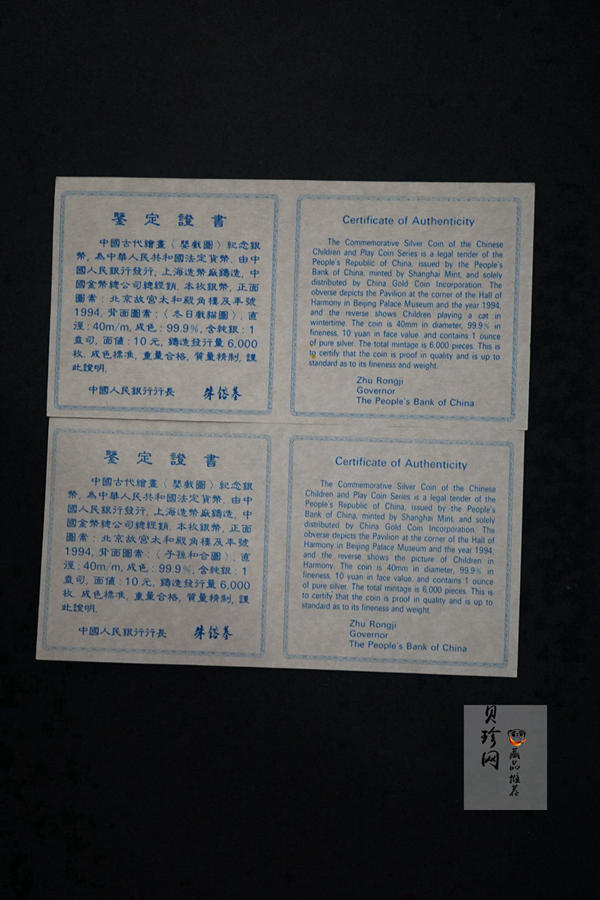 鑒定證書
中國古代繪畫〈嬰戲圖〉紀念銀
幣, 為中華人民共和國法定貨幣. 由中
國人民銀行發行, 上海造幣廠鑄造, 中
國金幣總公司總經銷. 本枚銀幣, 正面
圖案: 北京故宮太和殿角樓及年號
1994, 背面圖案:〈冬日戲貓圖〉. 直
徑: 40m/m, 成色: 99.9%, 含純銀: 1
盎司, 面值: 10元, 鑄造發行量6,000
枚. 成色標準, 重量合格, 質量精制, 謹
此證明.
中國人民銀行行長 朱鎔基
Certificate of Authenticity
The Commemorative Silver Coin of the Chinese
Children and Play Coin Series is a legal tender of the
People's Republic of China, issued by the People's
Bank of China, minted by Shanghai Mint, and solely
distributed by China Gold Coin Incorporation. The
obverse depicts the Pavilion at the corner of the Hall of
Harmony in Beijing Palace Museum and the year 1994,
and the reverse shows Children playing a cat in
wintertime. The coin is 40mm in diameter, 99.9% in
fineness, 10 yuan in face value, and contains 1 ounce
of pure silver. The total mintage is 6,000 pieces. This is
to certify that the coin is proof in quality and is up to
standard as to its fineness and weight.
Zhu Rongji
Governor
The People's Bank of China
鑒定證書
中國古代繪畫〈嬰戲圖〉紀念銀
幣, 為中華人民共和國法定貨幣. 由中
國人民銀行發行, 上海造幣廠鑄造, 中
國金幣總公司總經銷. 本枚銀幣, 正面
圖案: 北京故宮太和殿角樓及年號
1994, 背面圖案:〈子孫和合圖〉. 直
徑: 40m/m, 成色: 99.9%, 含純銀: 1
盎司, 面值: 10元, 鑄造發行量6,000
枚. 成色標準, 重量合格, 質量精制, 謹
此證明.
中國人民銀行行長 朱鎔基
Certificate of Authenticity
The Commemorative Silver Coin of the Chinese
Children and Play Coin Series is a legal tender of the
People's Republic of China, issued by the People's
Bank of China, minted by Shanghai Mint, and solely
distributed by China Gold Coin Incorporation. The
obverse depicts the Pavilion at the corner of the Hall of
Harmony in Beijing Palace Museum and the year 1994,
and the reverse shows the picture of Children in
Harmony. The coin is 40mm in diameter, 99.9% in
fineness, 10 yuan in face value, and contains 1 ounce
of pure silver. The total mintage is 6,000 pieces. This is
to certify that the coin is proof in quality and is up to
standard as to its fineness and weight.
Zhu Rongji
Governor
The People's Bank of China
贝珍网
藏品推荐